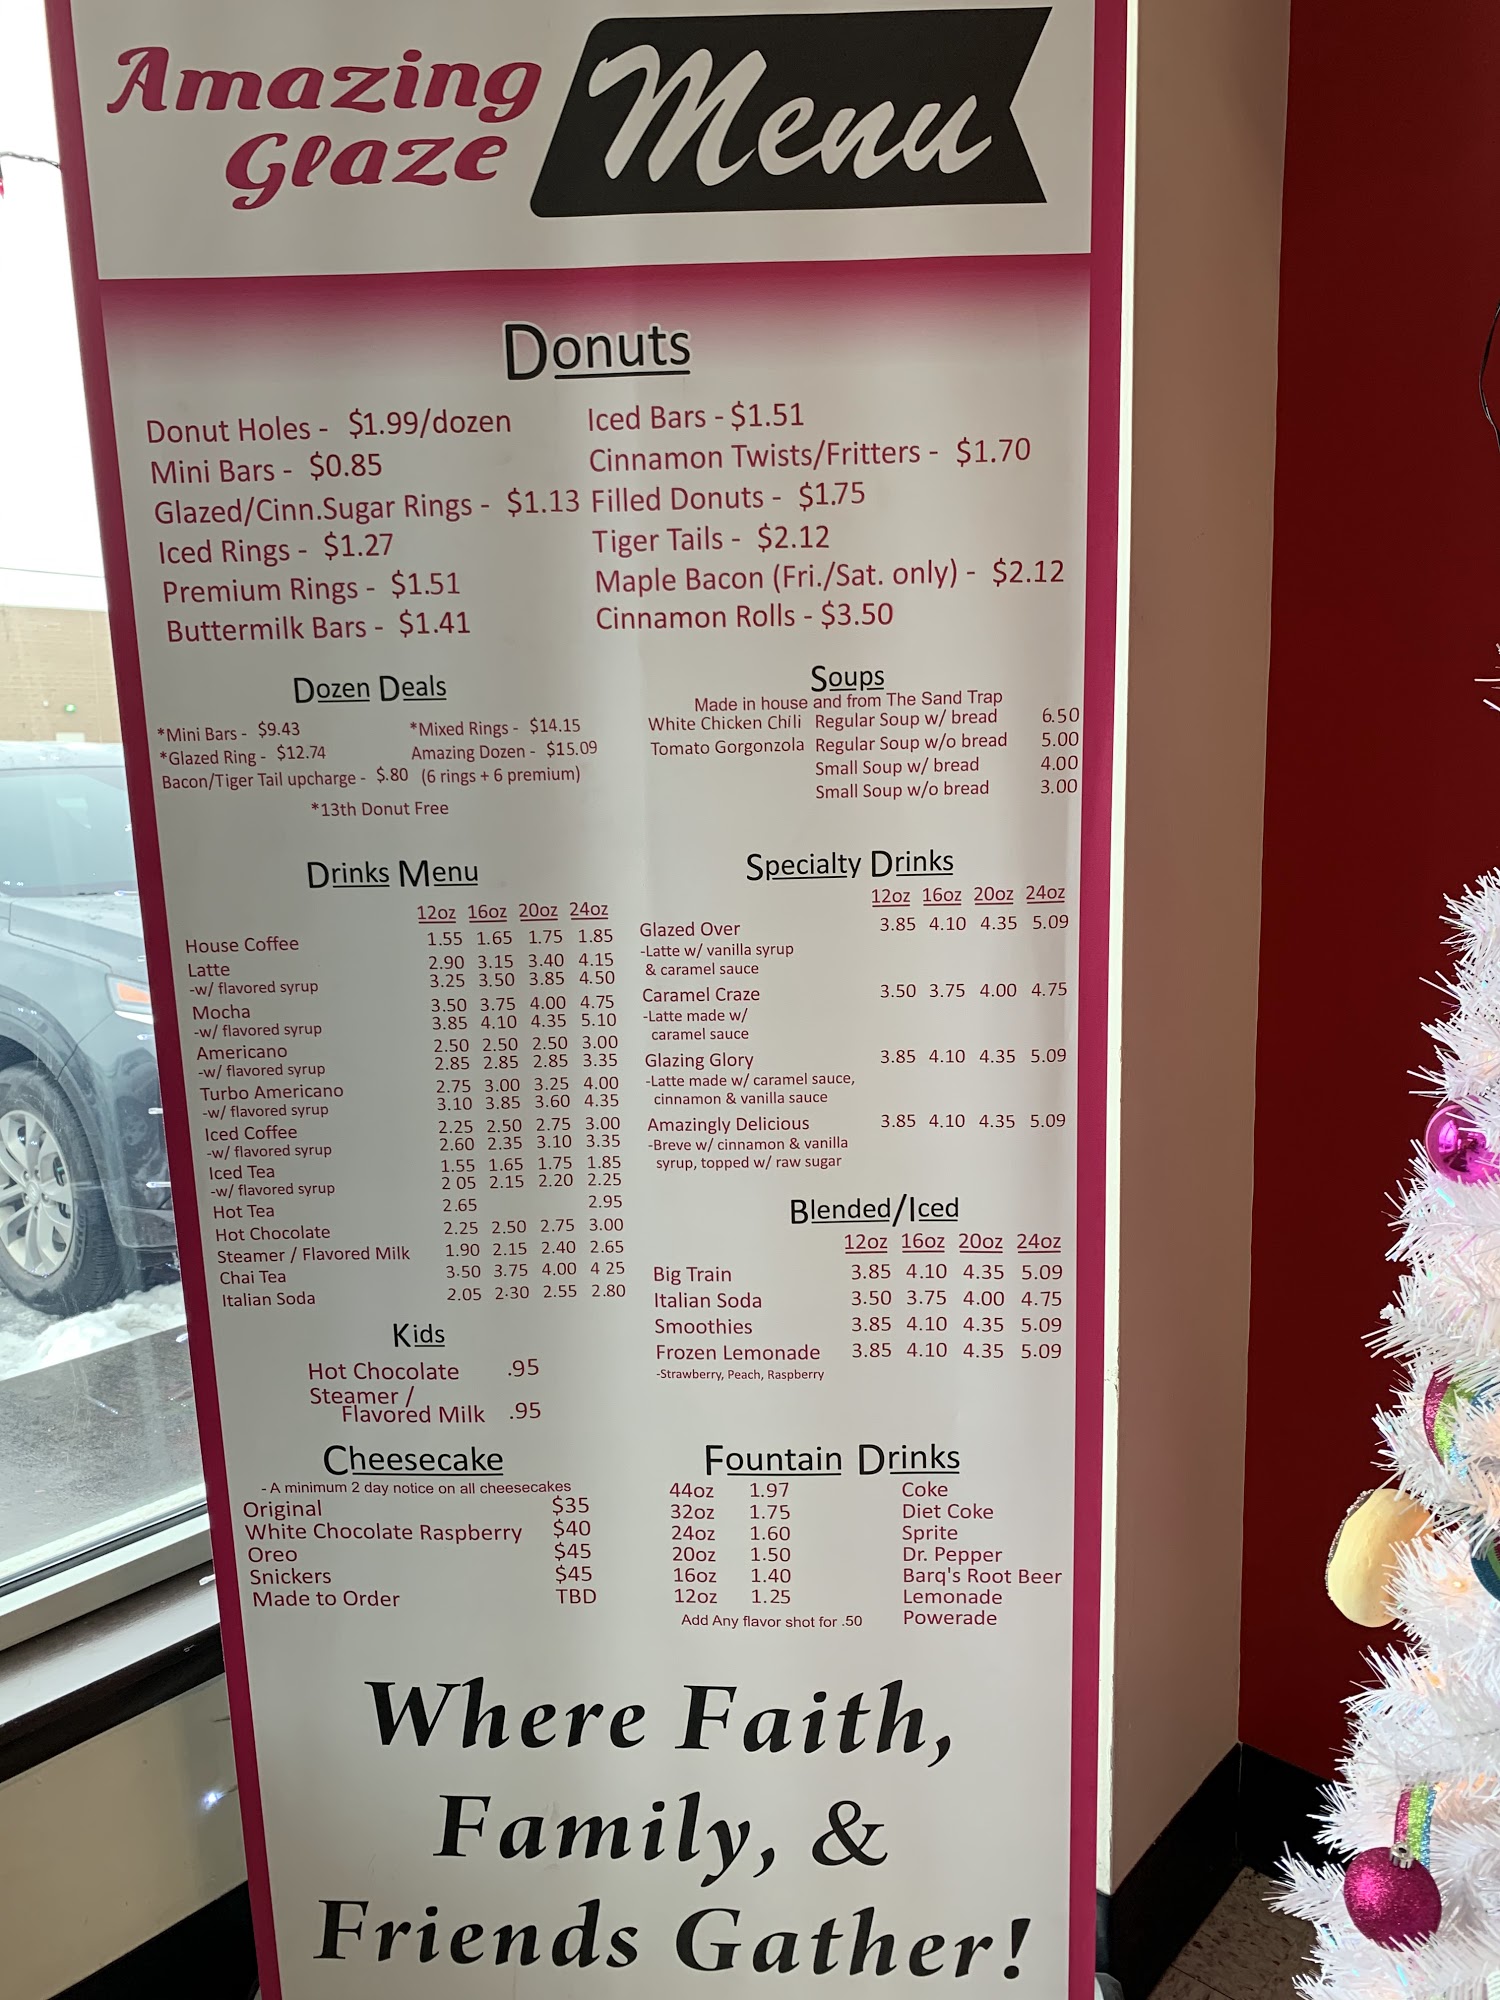 Amazing
Glaze
Menu
Donuts
Donut Holes - $1.99/dozen
Mini Bars - $0.85
Glazed/Cinn.Sugar Rings - $1.13
Iced Rings - $1.27
Premium Rings - $1.51
Buttermilk Bars - $1.41
Iced Bars - $1.51
Cinnamon Twists/Fritters - $1.70
Filled Donuts - $1.75
Tiger Tails - $2.12
Maple Bacon (Fri./Sat. only) - $2.12
Cinnamon Rolls - $3.50
Dozen Deals
*Mini Bars - $9.43 *Mixed Rings - $14.15
*Glazed Ring - $12.74 Amazing Dozen - $15.09
Bacon/Tiger Tail upcharge - $.80 (6 rings + 6 premium)
*13th Donut Free
Soups
Made in house and from The Sand Trap
White Chicken Chili Regular Soup w/ bread 6.50
Tomato Gorgonzola Regular Soup w/o bread 5.00
Small Soup w/ bread 4.00
Small Soup w/o bread 3.00
Drinks Menu
12oz 16oz 20oz 24oz
House Coffee 1.55 1.65 1.75 1.85
Latte 2.90 3.15 3.40 4.15
-w/ flavored syrup 3.25 3.50 3.85 4.50
Mocha 3.50 3.75 4.00 4.75
-w/ flavored syrup 3.85 4.10 4.35 5.10
Americano 2.50 2.50 2.50 3.00
-w/ flavored syrup 2.85 2.85 2.85 3.35
Turbo Americano 2.75 3.00 3.25 4.00
-w/ flavored syrup 3.10 3.85 3.60 4.35
Iced Coffee 2.25 2.50 2.75 3.00
-w/ flavored syrup 2.60 2.35 3.10 3.35
Iced Tea 1.55 1.65 1.75 1.85
-w/ flavored syrup 2 05 2.15 2.20 2.25
Hot Tea 2.65 2.95
Hot Chocolate 2.25 2.50 2.75 3.00
Steamer / Flavored Milk 1.90 2.15 2.40 2.65
Chai Tea 3.50 3.75 4.00 4 25
Italian Soda 2.05 2.30 2.55 2.80
Specialty Drinks
12oz 16oz 20oz 24oz
Glazed Over 3.85 4.10 4.35 5.09
-Latte w/ vanilla syrup
& caramel sauce
Caramel Craze 3.50 3.75 4.00 4.75
-Latte made w/
caramel sauce
Glazing Glory 3.85 4.10 4.35 5.09
-Latte made w/ caramel sauce,
cinnamon & vanilla sauce
Amazingly Delicious 3.85 4.10 4.35 5.09
-Breve w/ cinnamon & vanilla
syrup, topped w/ raw sugar
Blended/Iced
12oz 16oz 20oz 24oz
Big Train 3.85 4.10 4.35 5.09
Italian Soda 3.50 3.75 4.00 4.75
Smoothies 3.85 4.10 4.35 5.09
Frozen Lemonade 3.85 4.10 4.35 5.09
-Strawberry, Peach, Raspberry
Kids
Hot Chocolate .95
Steamer /
Flavored Milk .95
Cheesecake
- A minimum 2 day notice on all cheesecakes
Original $35
White Chocolate Raspberry $40
Oreo $45
Snickers $45
Made to Order TBD
Fountain Drinks
44oz 1.97 Coke
32oz 1.75 Diet Coke
24oz 1.60 Sprite
20oz 1.50 Dr. Pepper
16oz 1.40 Barq's Root Beer
12oz 1.25 Lemonade
Add Any flavor shot for .50 Powerade
Where Faith,
Family, &
Friends Gather!